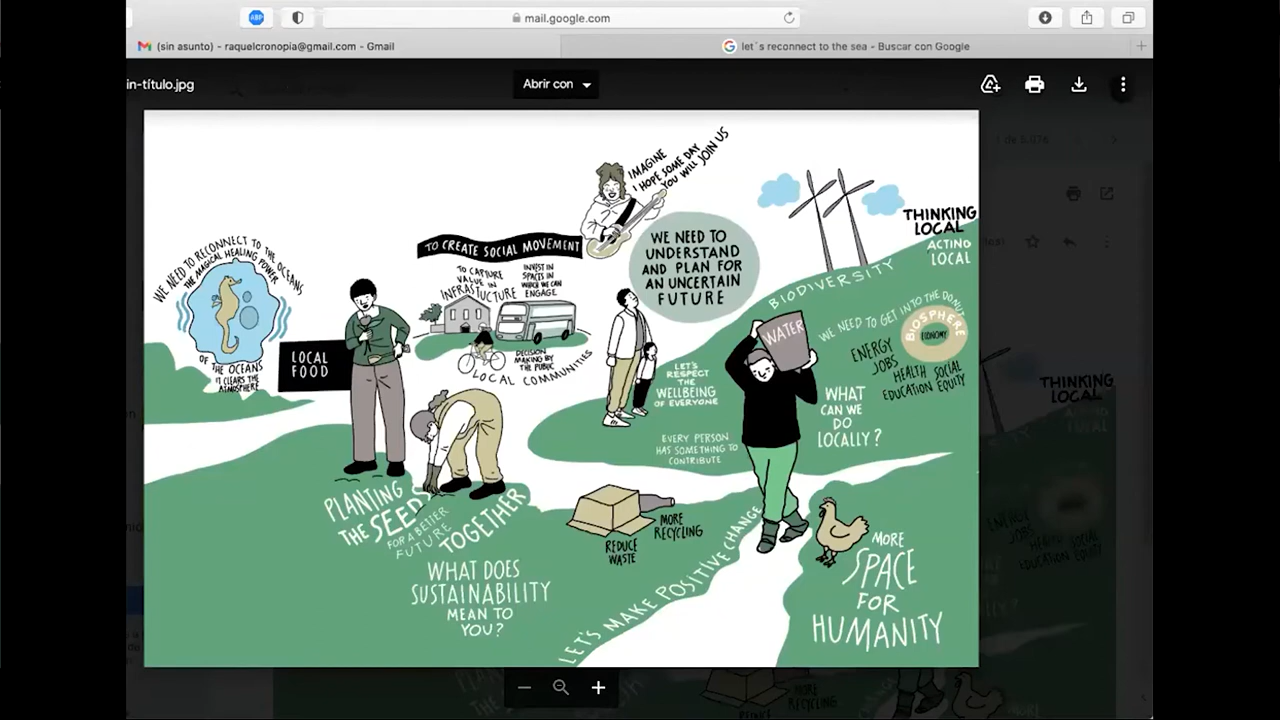 mail.google.com
(sin asunto) - raquelcronopia@gmail.com - Gmail
let`s reconnect to the sea - Buscar con Google
in-título.jpg
Abrir con
IMAGINE
I HOPE SOME DAY
YOU WILL JOIN US
WE NEED TO RECONNECT TO THE OCEANS
THE MAGICAL HEALING POWER
OF THE OCEANS
IT CLEARS THE
ATMOSPHERE
LOCAL
FOOD
TO CREATE SOCIAL MOVEMENT
TO CAPTURE
VALUE IN
INFRASTUCTURE
INVEST IN
SPACES IN
WHICH WE CAN
ENGAGE
DECISION
MAKING BY
THE PUBLIC
LOCAL COMMUNITIES
WE NEED TO
UNDERSTAND
AND PLAN FOR
AN UNCERTAIN
FUTURE
THINKING
LOCAL
ACTING
LOCAL
BIODIVERSITY
WE NEED TO GET INTO THE DONUT
BIOSPHERE
ECONOMY
ENERGY
JOBS
HEALTH SOCIAL
EDUCATION EQUITY
WATER
LET'S
RESPECT
THE
WELLBEING
OF EVERYONE
EVERY PERSON
HAS SOMETHING TO
CONTRIBUTE
WHAT
CAN WE
DO
LOCALLY?
PLANTING
THE SEEDS
FOR A BETTER
FUTURE
TOGETHER
WHAT DOES
SUSTAINABILITY
MEAN TO
YOU?
REDUCE
WASTE
MORE
RECYCLING
LET'S MAKE POSITIVE CHANGE
MORE
SPACE
FOR
HUMANITY
THINKING
LOCAL